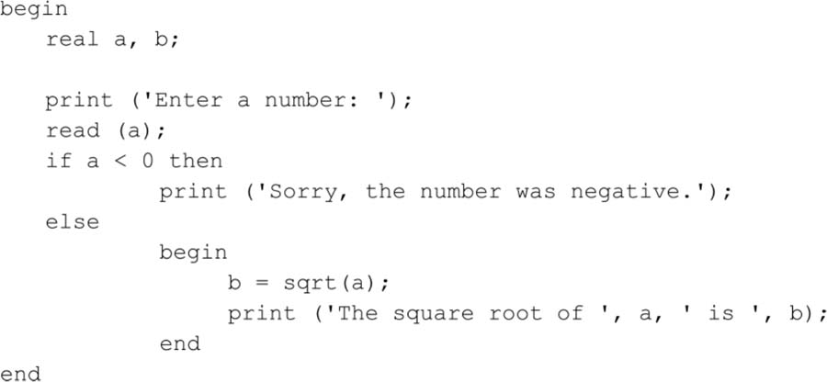 begin
real a, b;
print ('Enter a number: ');
read (a);
if a < 0 then
print ('Sorry, the number was negative.');
else
begin
b = sqrt(a);
print ('The square root of ', a, ' is ', b);
end
end